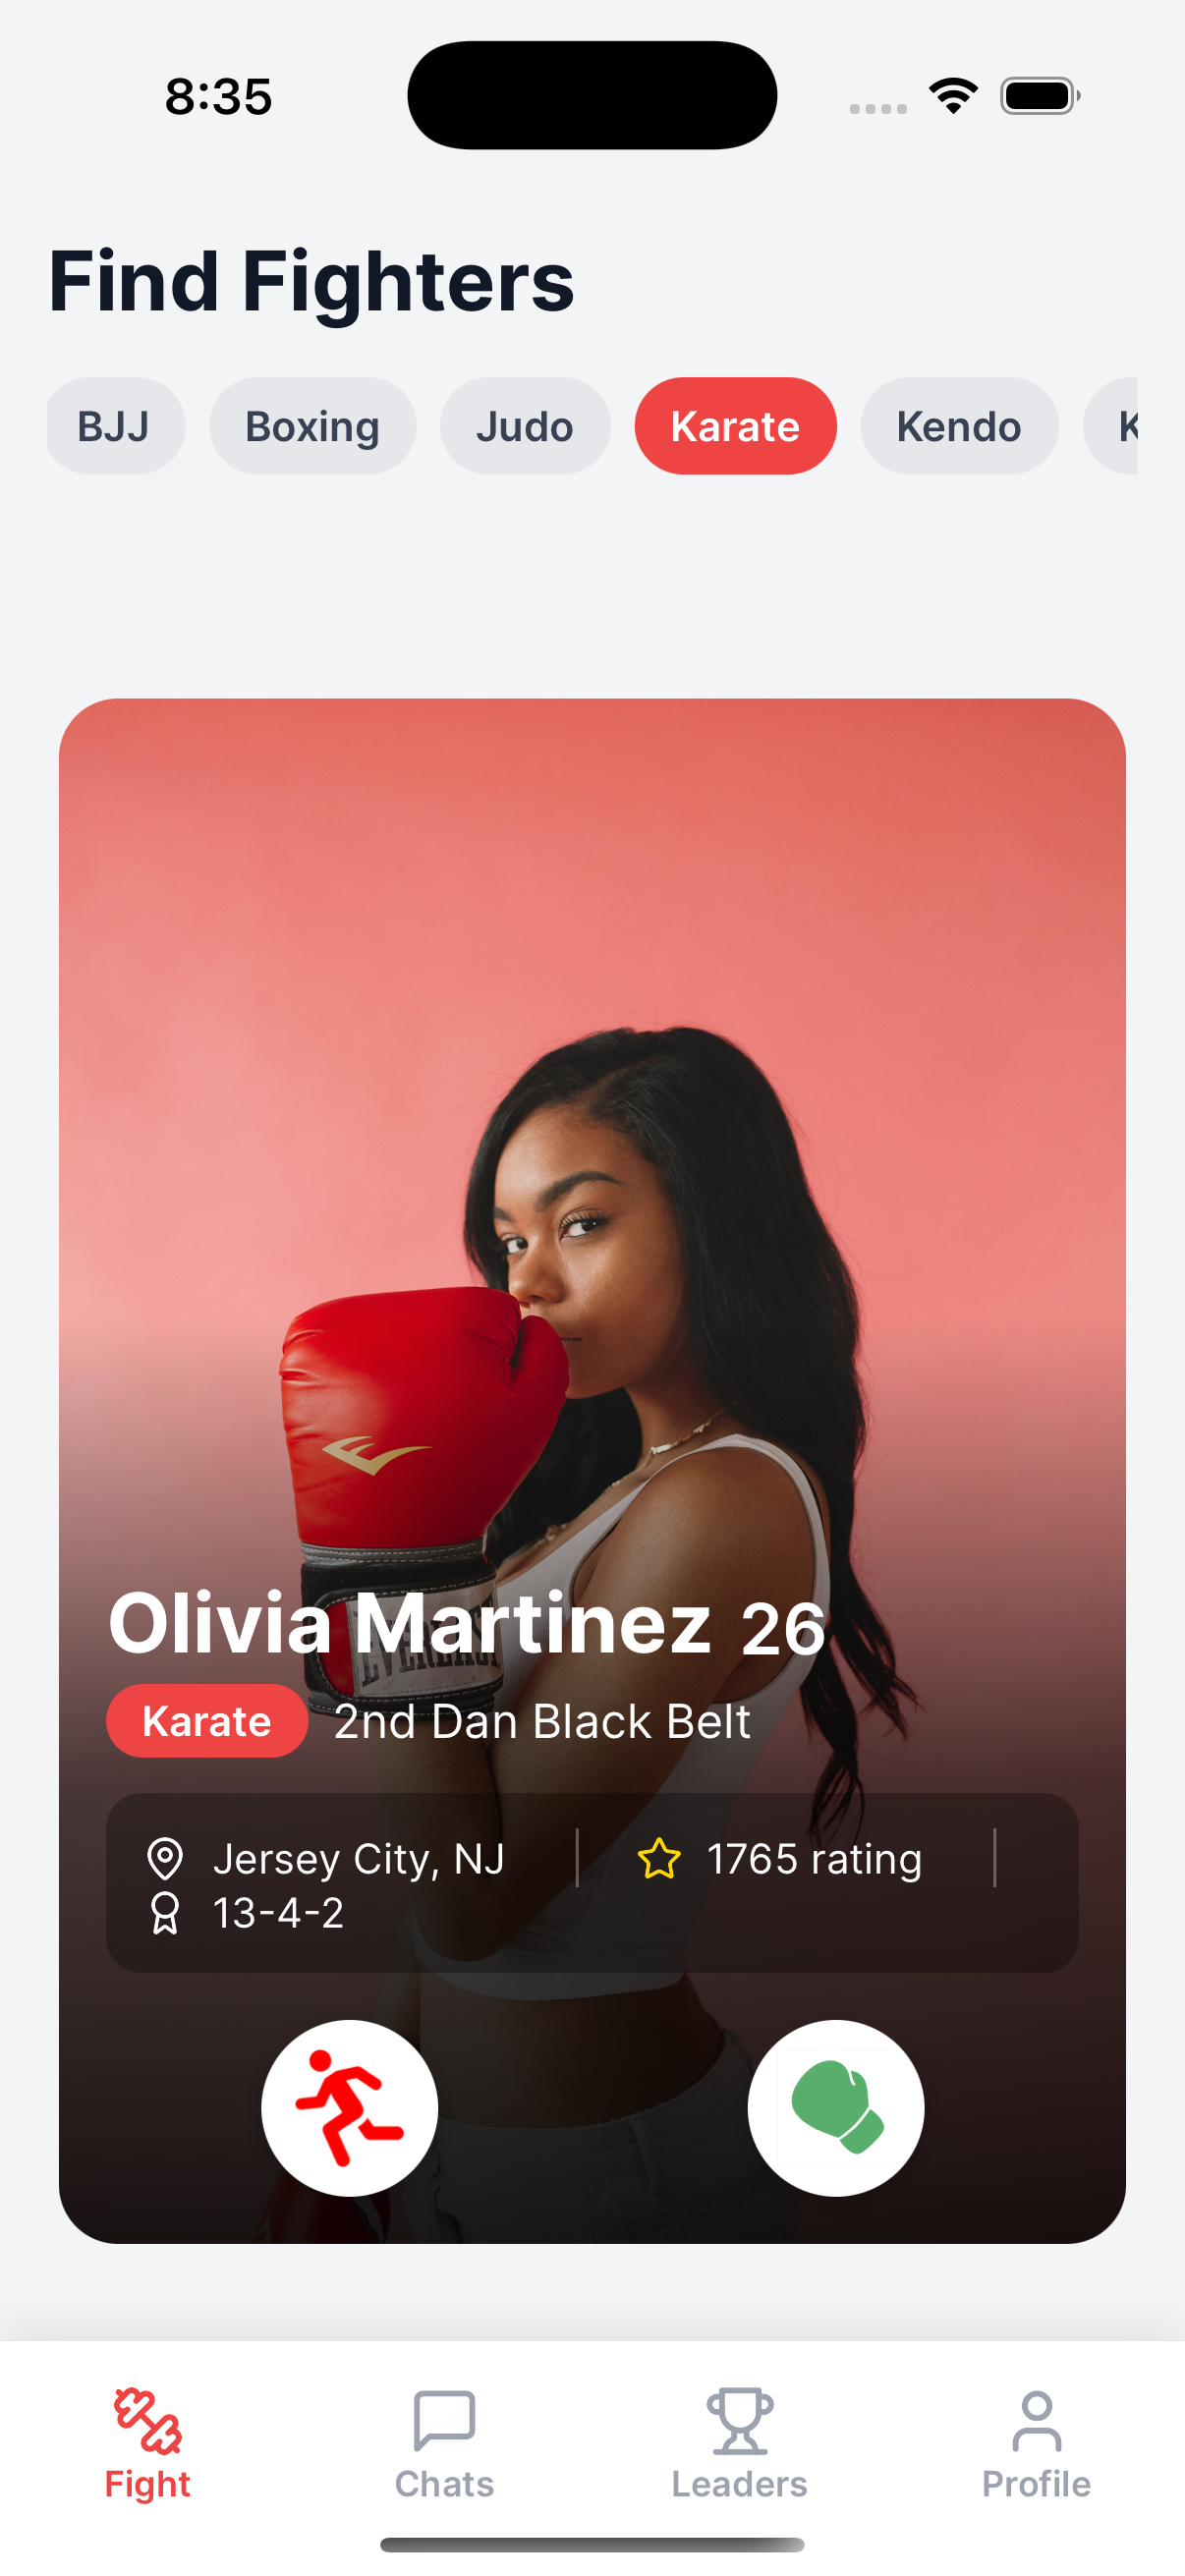 8:35
Find Fighters
BJJ Boxing Judo Karate Kendo K
Olivia Martinez 26
EVERLAST
Karate 2nd Dan Black Belt
Jersey City, NJ 1765 rating
13-4-2
Fight Chats Leaders Profile